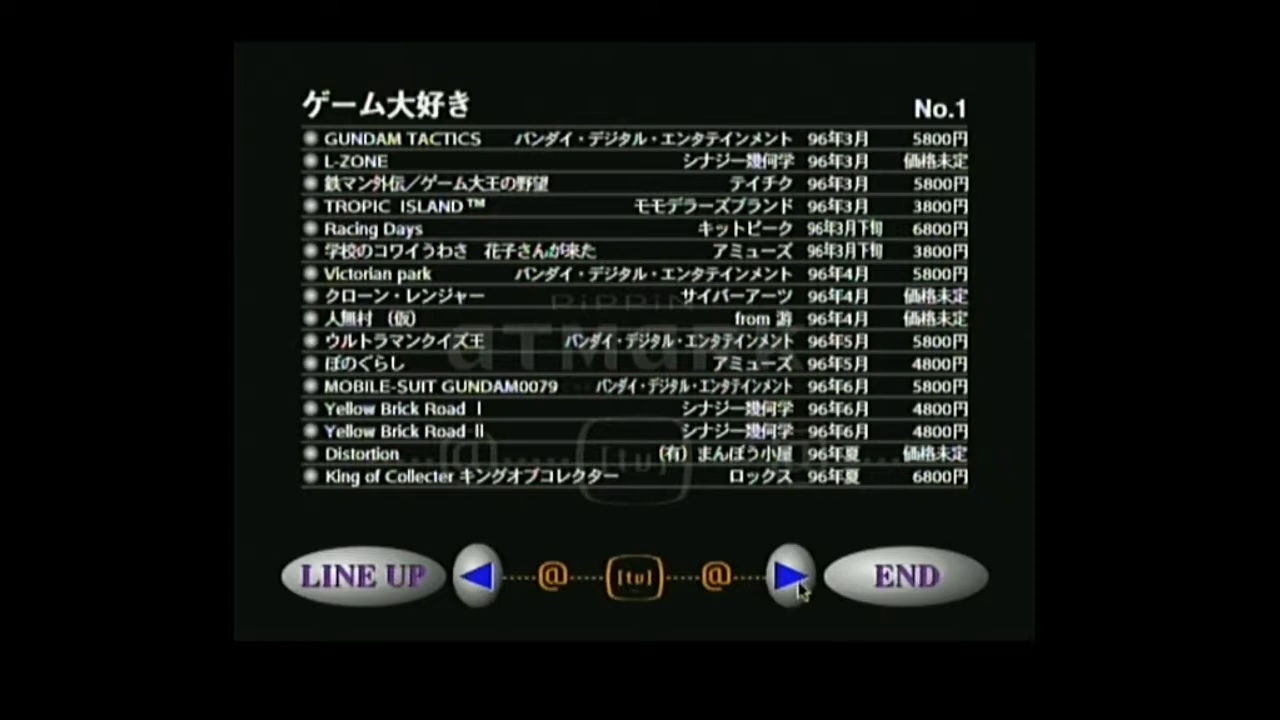 ゲーム大好き No.1
GUNDAM TACTICS バンダイ・デジタル・エンタテインメント 96年3月 5800円
L-ZONE シナジー幾何学 96年3月 価格未定
鉄マン外伝／ゲーム大王の野望 テイチク 96年3月 5800円
TROPIC ISLAND™ モモデラーズブランド 96年3月 3800円
Racing Days キットピーク 96年3月下旬 6800円
学校のコワイうわさ 花子さんが来た アミューズ 96年3月下旬 3800円
Victorian park バンダイ・デジタル・エンタテインメント 96年4月 5800円
クローン・レンジャー サイバーアーツ 96年4月 価格未定
人無村（仮） from 游 96年4月 価格未定
ウルトラマンクイズ王 バンダイ・デジタル・エンタテインメント 96年5月 5800円
ぼのぐらし アミューズ 96年5月 4800円
MOBILE-SUIT GUNDAM0079 バンダイ・デジタル・エンタテインメント 96年6月 5800円
Yellow Brick Road Ⅰ シナジー幾何学 96年6月 4800円
Yellow Brick Road Ⅱ シナジー幾何学 96年6月 4800円
Distortion （有）まんぼう小屋 96年夏 価格未定
King of Collecter キングオブコレクター ロックス 96年夏 6800円
PiPPiN
aTMark
LINE UP @ [tv] @ END